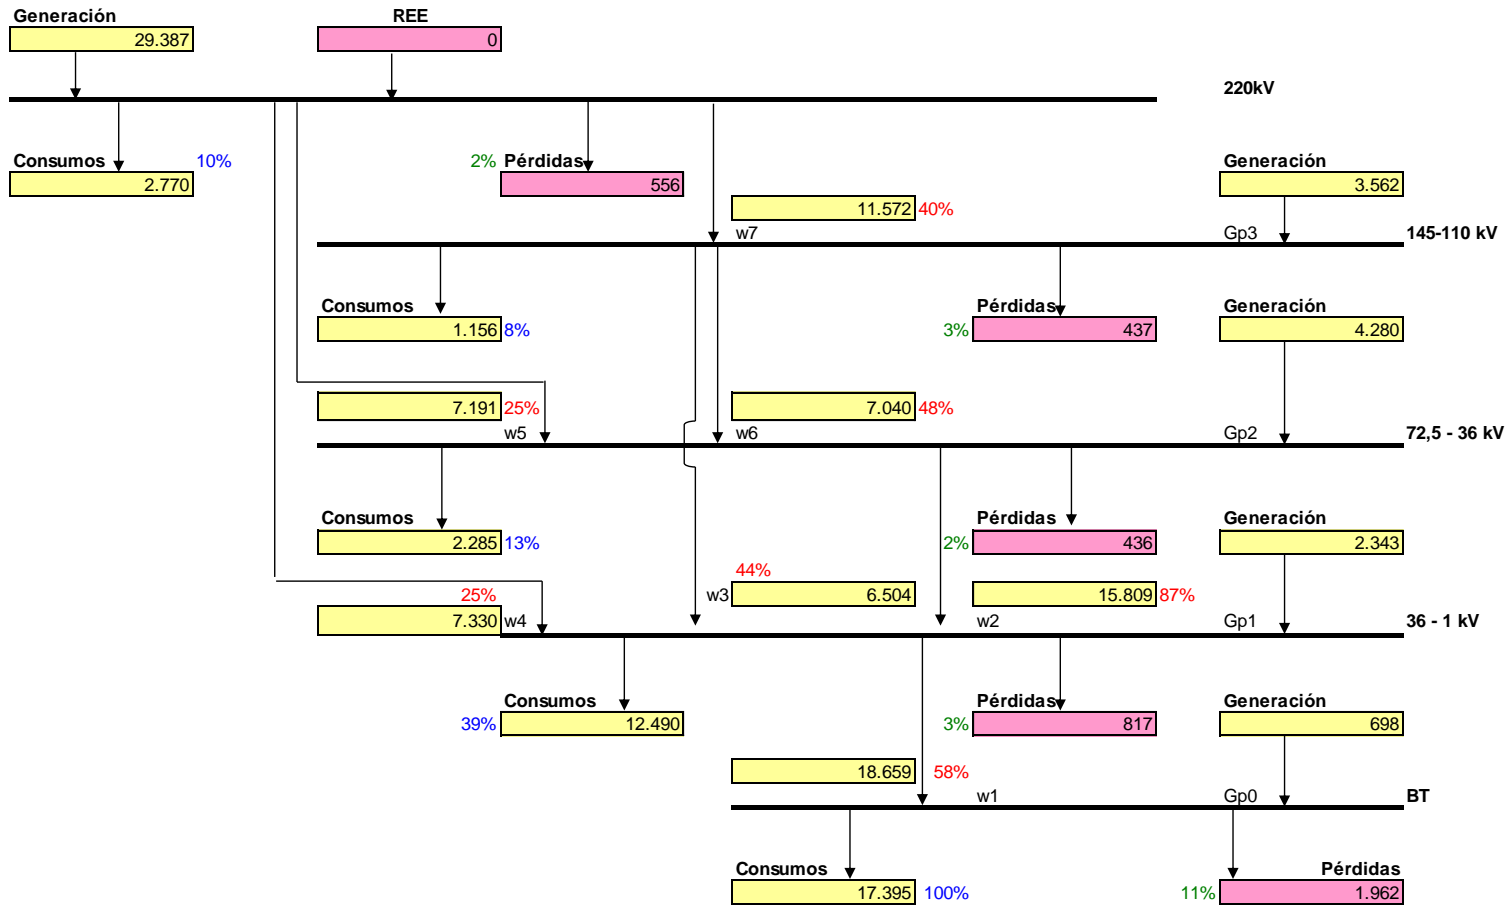 Generación REE
29.387 0
220kV
Consumos 10% 2% Pérdidas Generación
2.770 556 3.562
11.572 40%
w7 Gp3 145-110 kV
Consumos Pérdidas Generación
1.156 8% 3% 437 4.280
7.191 25% 7.040 48%
w5 w6 Gp2 72,5 - 36 kV
Consumos Pérdidas Generación
2.285 13% 2% 436 2.343
44%
25% w3 6.504 15.809 87%
7.330 w4 w2 Gp1 36 - 1 kV
Consumos Pérdidas Generación
39% 12.490 3% 817 698
18.659 58%
w1 Gp0 BT
Consumos Pérdidas
17.395 100% 11% 1.962